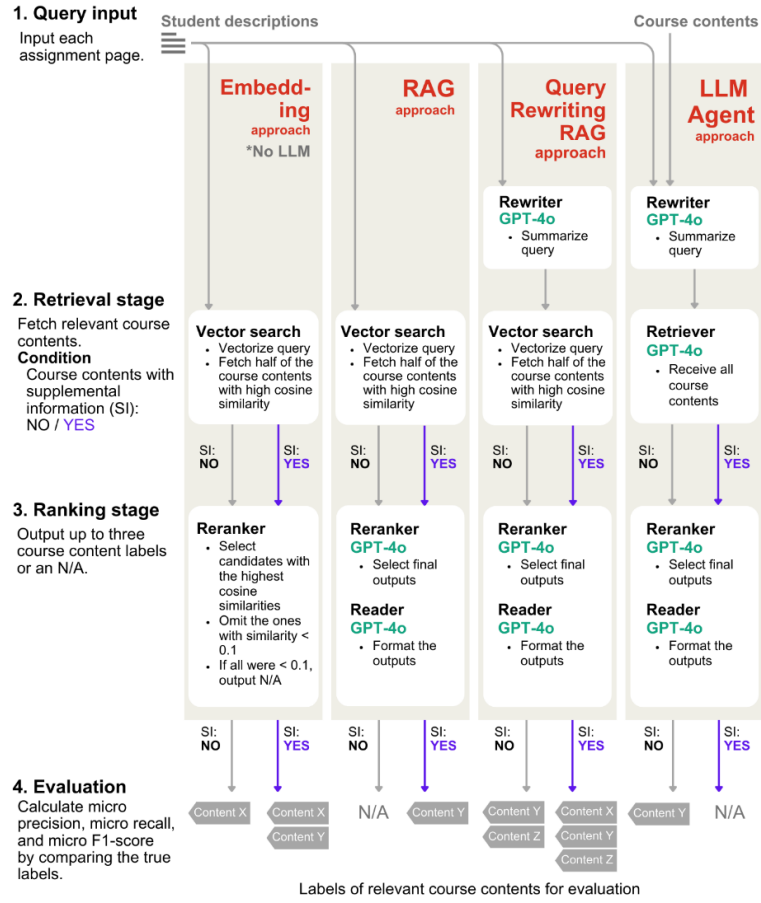 1. Query input
Input each
assignment page.
Student descriptions
Course contents
Embedd-
ing
approach
*No LLM
RAG
approach
Query
Rewriting
RAG
approach
LLM
Agent
approach
Rewriter
GPT-4o
• Summarize
query
Rewriter
GPT-4o
• Summarize
query
2. Retrieval stage
Fetch relevant course
contents.
Condition
Course contents with
supplemental
information (SI):
NO / YES
Vector search
• Vectorize query
• Fetch half of the
course contents
with high cosine
similarity
Vector search
• Vectorize query
• Fetch half of the
course contents
with high cosine
similarity
Vector search
• Vectorize query
• Fetch half of the
course contents
with high cosine
similarity
Retriever
GPT-4o
• Receive all
course
contents
SI:
NO
SI:
YES
SI:
NO
SI:
YES
SI:
NO
SI:
YES
SI:
NO
SI:
YES
3. Ranking stage
Output up to three
course content labels
or an N/A.
Reranker
• Select
candidates with
the highest
cosine
similarities
• Omit the ones
with similarity <
0.1
• If all were < 0.1,
output N/A
Reranker
GPT-4o
• Select final
outputs
Reader
GPT-4o
• Format the
outputs
Reranker
GPT-4o
• Select final
outputs
Reader
GPT-4o
• Format the
outputs
Reranker
GPT-4o
• Select final
outputs
Reader
GPT-4o
• Format the
outputs
SI:
NO
SI:
YES
SI:
NO
SI:
YES
SI:
NO
SI:
YES
SI:
NO
SI:
YES
4. Evaluation
Calculate micro
precision, micro recall,
and micro F1-score
by comparing the true
labels.
Content X
Content X
Content Y
N/A
Content Y
Content Y
Content Z
Content X
Content Y
Content Z
Content Y
N/A
Labels of relevant course contents for evaluation